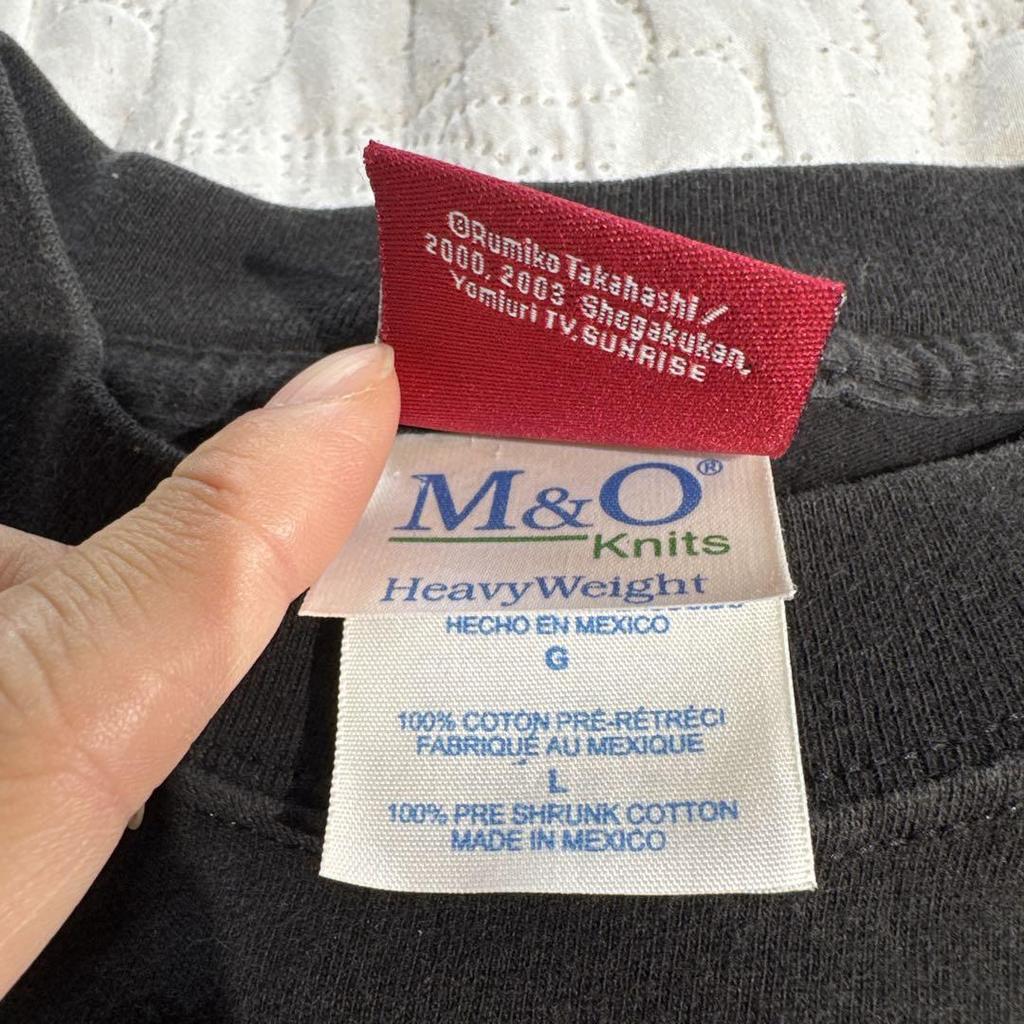 ©Rumiko Takahashi/
2000, 2003 Shogakukan,
Yomiuri TV, SUNRISE
M&O®
Knits
HeavyWeight
HECHO EN MEXICO
G
100% COTON PRÉ-RÉTRÉCI
FABRIQUÉ AU MEXIQUE
L
100% PRE SHRUNK COTTON
MADE IN MEXICO